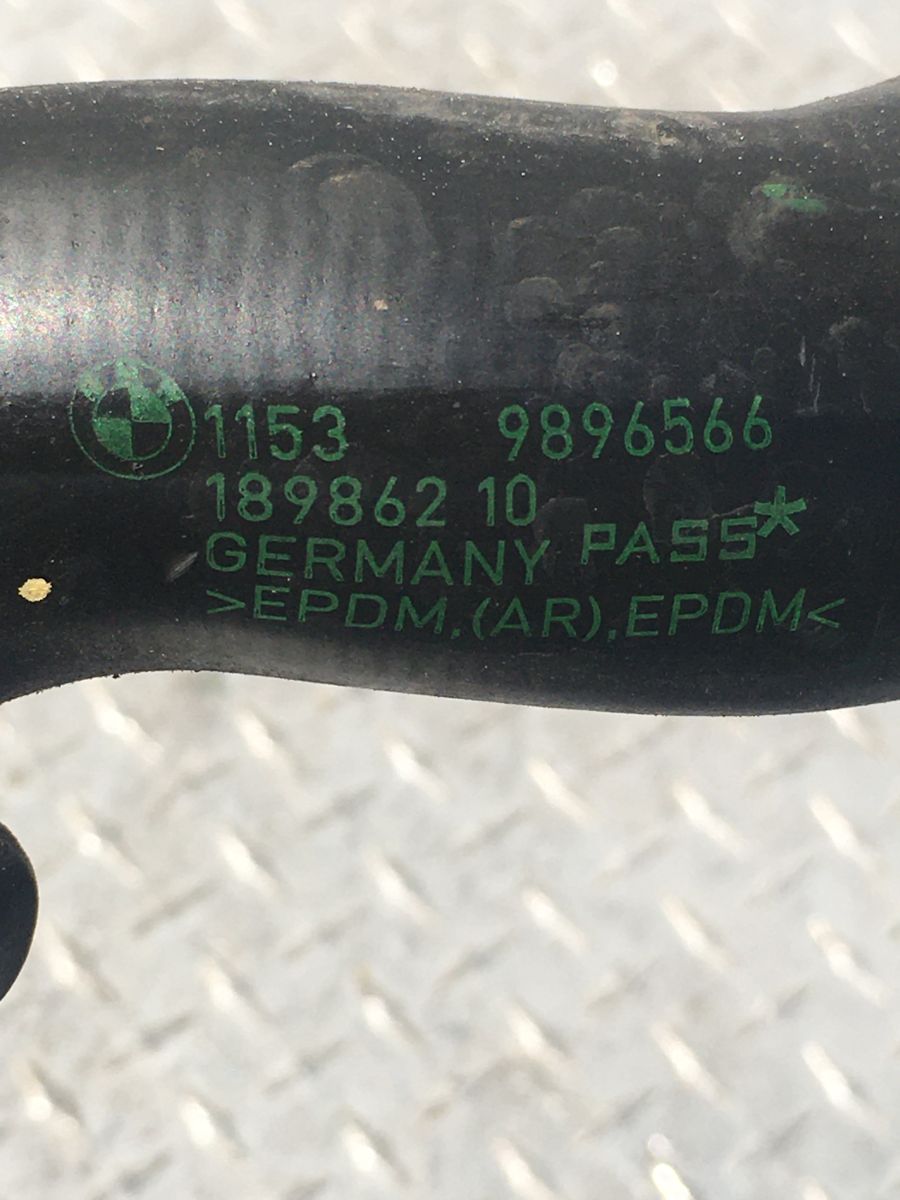 1153 9896566
189862 10
GERMANY PASS*
>EPDM,(AR),EPDM<